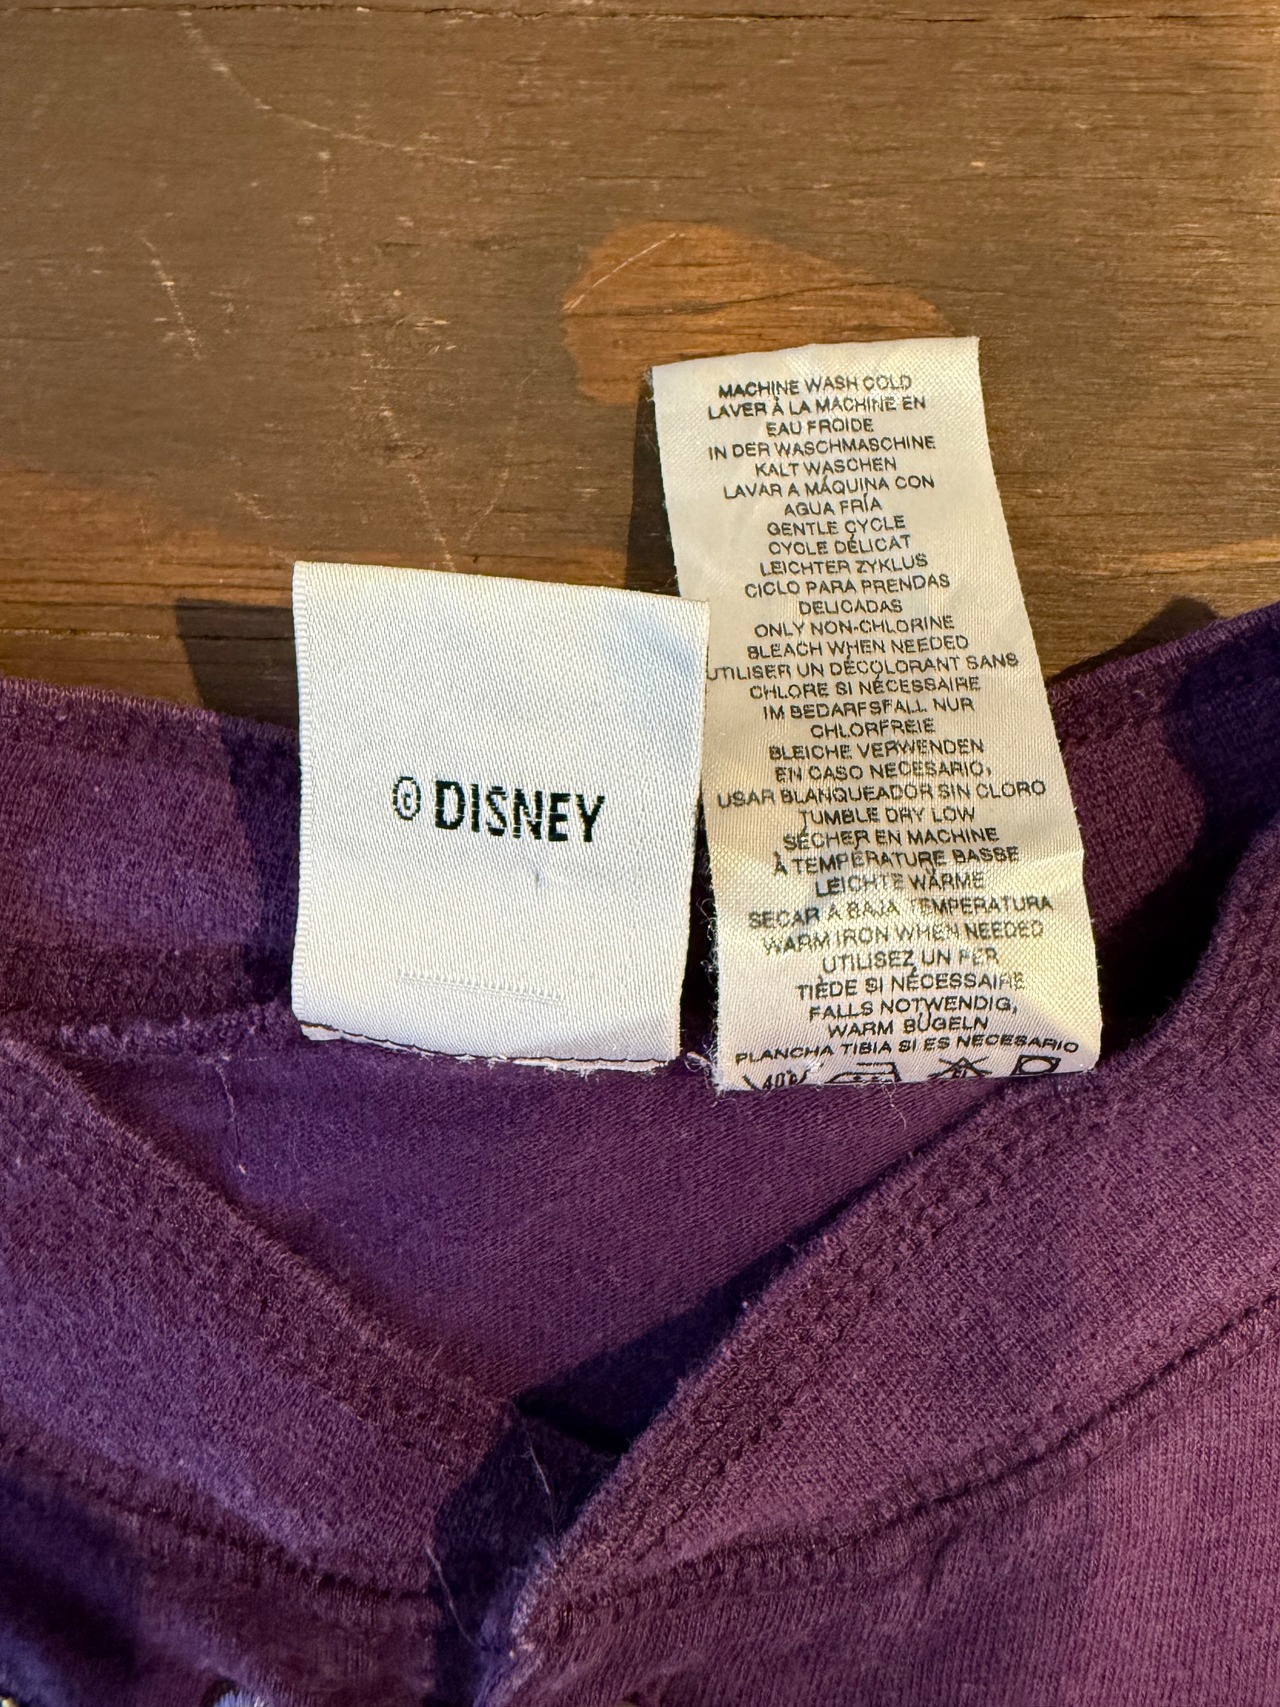 © DISNEY
MACHINE WASH COLD
LAVER À LA MACHINE EN
EAU FROIDE
IN DER WASCHMASCHINE
KALT WASCHEN
LAVAR A MÁQUINA CON
AGUA FRÍA
GENTLE CYCLE
CYCLE DÉLICAT
LEICHTER ZYKLUS
CICLO PARA PRENDAS
DELICADAS
ONLY NON-CHLORINE
BLEACH WHEN NEEDED
UTILISER UN DÉCOLORANT SANS
CHLORE SI NÉCESSAIRE
IM BEDARFSFALL NUR
CHLORFREIE
BLEICHE VERWENDEN
EN CASO NECESARIO,
USAR BLANQUEADOR SIN CLORO
TUMBLE DRY LOW
SÉCHER EN MACHINE
À TEMPÉRATURE BASSE
LEICHTE WÄRME
SECAR A BAJA TEMPERATURA
WARM IRON WHEN NEEDED
UTILISEZ UN FER
TIÈDE SI NÉCESSAIRE
FALLS NOTWENDIG,
WARM BÜGELN
PLANCHA TIBIA SI ES NECESARIO
40°